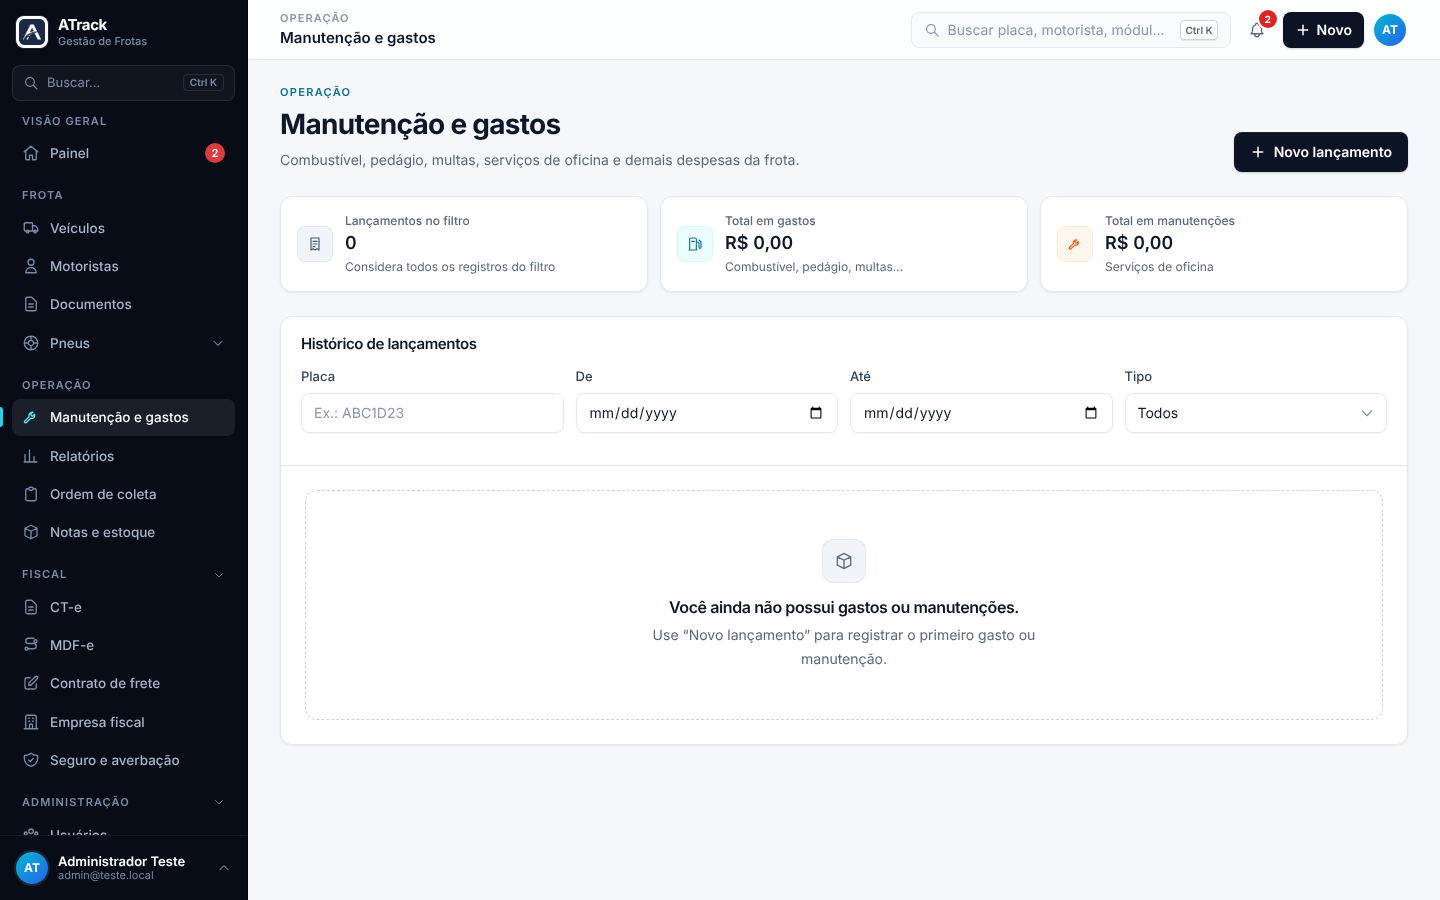 ATrack
Gestão de Frotas
Buscar...
Ctrl K
VISÃO GERAL
Painel
2
FROTA
Veículos
Motoristas
Documentos
Pneus
OPERAÇÃO
Manutenção e gastos
Relatórios
Ordem de coleta
Notas e estoque
FISCAL
CT-e
MDF-e
Contrato de frete
Empresa fiscal
Seguro e averbação
ADMINISTRAÇÃO
Usuários
AT
Administrador Teste
admin@teste.local
OPERAÇÃO
Manutenção e gastos
Buscar placa, motorista, módul...
Ctrl K
2
Novo
AT
OPERAÇÃO
Manutenção e gastos
Combustível, pedágio, multas, serviços de oficina e demais despesas da frota.
Novo lançamento
Lançamentos no filtro
0
Considera todos os registros do filtro
Total em gastos
R$ 0,00
Combustível, pedágio, multas...
Total em manutenções
R$ 0,00
Serviços de oficina
Histórico de lançamentos
Placa
Ex.: ABC1D23
De
mm/dd/yyyy
Até
mm/dd/yyyy
Tipo
Todos
Você ainda não possui gastos ou manutenções.
Use “Novo lançamento” para registrar o primeiro gasto ou
manutenção.